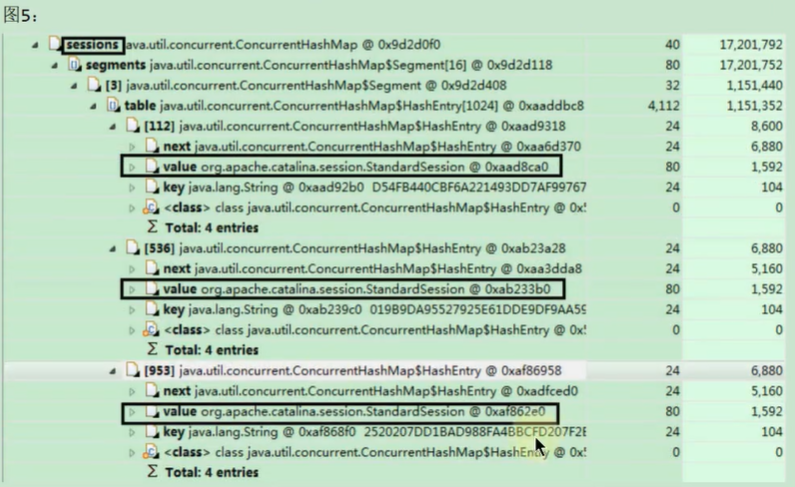 图5：
sessions java.util.concurrent.ConcurrentHashMap @ 0x9d2d0f0 40 17,201,792
segments java.util.concurrent.ConcurrentHashMap$Segment[16] @ 0x9d2d118 80 17,201,752
[3] java.util.concurrent.ConcurrentHashMap$Segment @ 0x9d2d408 32 1,151,440
table java.util.concurrent.ConcurrentHashMap$HashEntry[1024] @ 0xaaddbc8 4,112 1,151,352
[112] java.util.concurrent.ConcurrentHashMap$HashEntry @ 0xaad9318 24 8,600
next java.util.concurrent.ConcurrentHashMap$HashEntry @ 0xaa6d370 24 6,880
value org.apache.catalina.session.StandardSession @ 0xaad8ca0 80 1,592
key java.lang.String @ 0xaad92b0 D54FB440CBF6A221493DD7AF99767 24 104
<class> class java.util.concurrent.ConcurrentHashMap$HashEntry @ 0x 0 0
Σ Total: 4 entries
[536] java.util.concurrent.ConcurrentHashMap$HashEntry @ 0xab23a28 24 6,880
next java.util.concurrent.ConcurrentHashMap$HashEntry @ 0xaa3dda8 24 5,160
value org.apache.catalina.session.StandardSession @ 0xab233b0 80 1,592
key java.lang.String @ 0xab239c0 019B9DA95527925E61DDE9DF9AA59 24 104
<class> class java.util.concurrent.ConcurrentHashMap$HashEntry @ 0x 0 0
Σ Total: 4 entries
[953] java.util.concurrent.ConcurrentHashMap$HashEntry @ 0xaf86958 24 6,880
next java.util.concurrent.ConcurrentHashMap$HashEntry @ 0xadfced0 24 5,160
value org.apache.catalina.session.StandardSession @ 0xaf862e0 80 1,592
key java.lang.String @ 0xaf868f0 2520207DD1BAD988FA4BBCFD207F2E 24 104
<class> class java.util.concurrent.ConcurrentHashMap$HashEntry @ 0x 0 0
Σ Total: 4 entries